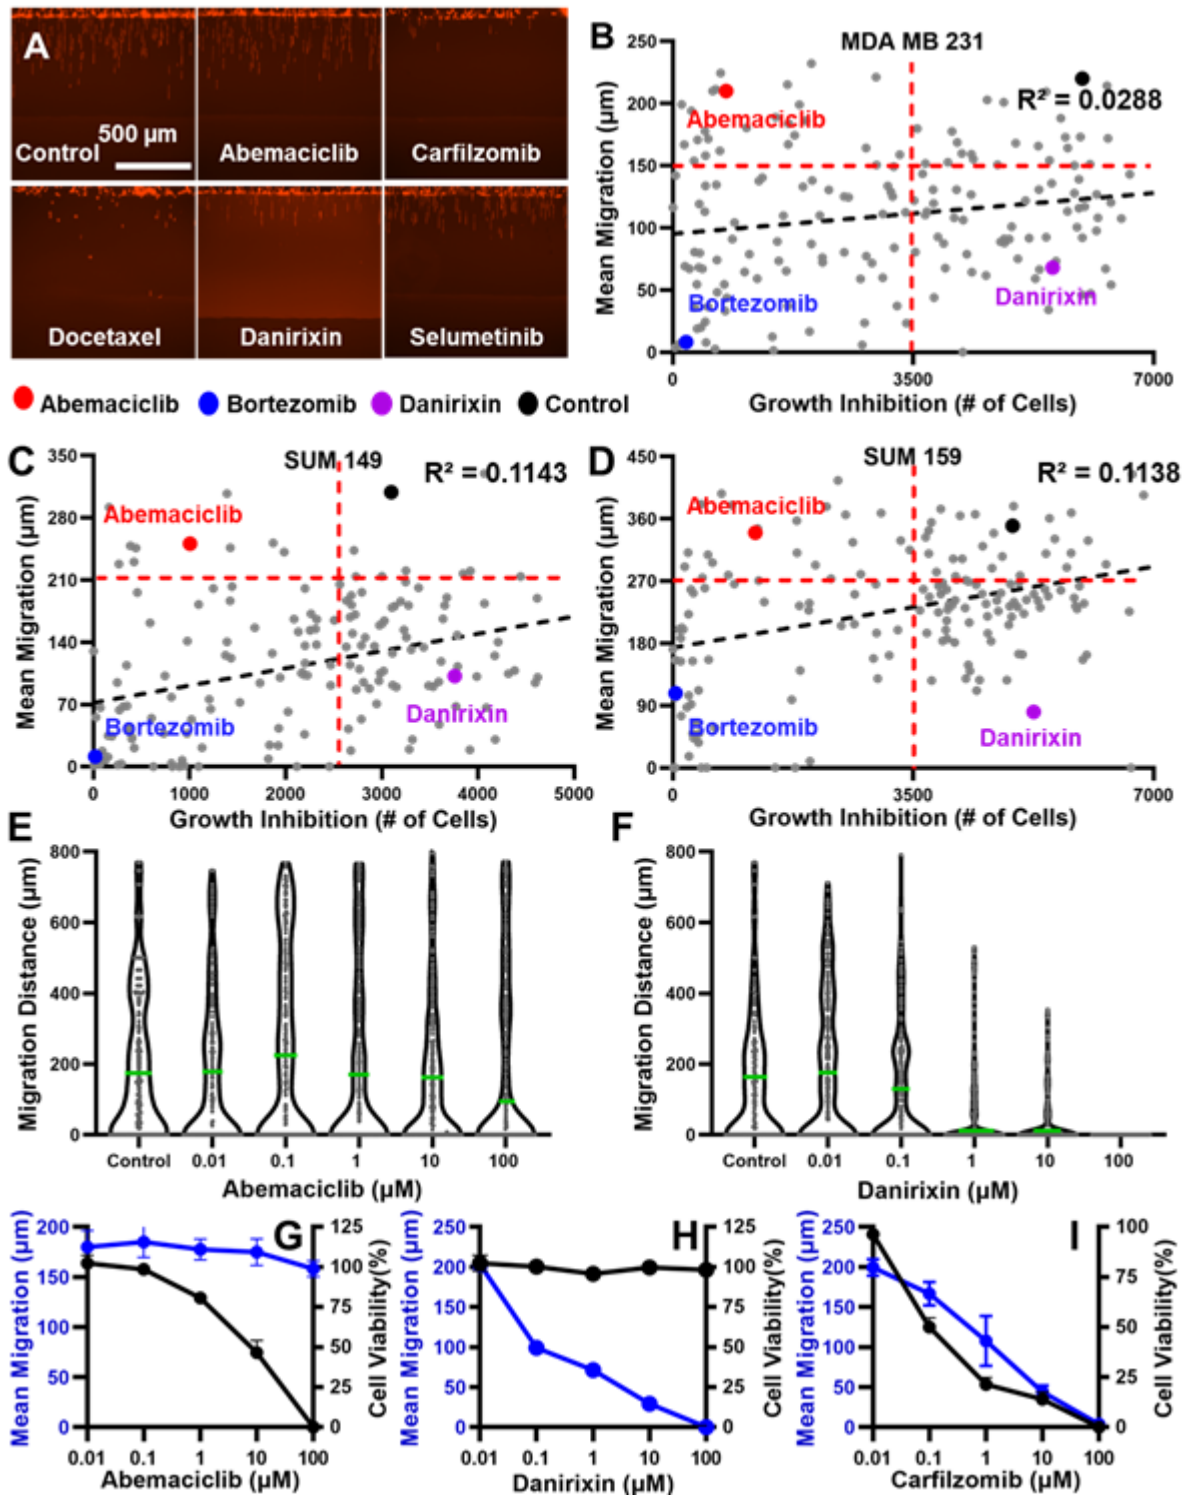 A
Control
500 µm
Abemaciclib
Carfilzomib
Docetaxel
Danirixin
Selumetinib
B
MDA MB 231
R² = 0.0288
Mean Migration (µm)
250
200
150
100
50
0
Abemaciclib
Bortezomib
Danirixin
0 3500 7000
Growth Inhibition (# of Cells)
Abemaciclib Bortezomib Danirixin Control
C
SUM 149
R² = 0.1143
Mean Migration (µm)
350
280
210
140
70
0
Abemaciclib
Bortezomib
Danirixin
0 1000 2000 3000 4000 5000
Growth Inhibition (# of Cells)
D
SUM 159
R² = 0.1138
Mean Migration (µm)
450
360
270
180
90
0
Abemaciclib
Bortezomib
Danirixin
0 3500 7000
Growth Inhibition (# of Cells)
E
Migration Distance (µm)
800
600
400
200
0
Control 0.01 0.1 1 10 100
Abemaciclib (µM)
F
Migration Distance (µm)
800
600
400
200
0
Control 0.01 0.1 1 10 100
Danirixin (µM)
G
Mean Migration (µm)
200
150
100
50
0
125
100
75
50
25
0
Cell Viability(%)
0.01 0.1 1 10 100
Abemaciclib (µM)
H
Mean Migration (µm)
250
200
150
100
50
0
125
100
75
50
25
0
Cell Viability(%)
0.01 0.1 1 10 100
Danirixin (µM)
I
Mean Migration (µm)
250
200
150
100
50
0
100
75
50
25
0
Cell Viability(%)
0.01 0.1 1 10 100
Carfilzomib (µM)